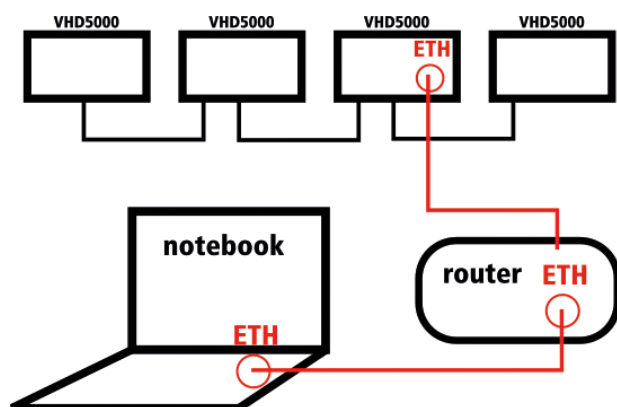 VHD5000 VHD5000 VHD5000 VHD5000
ETH
notebook
router ETH
ETH